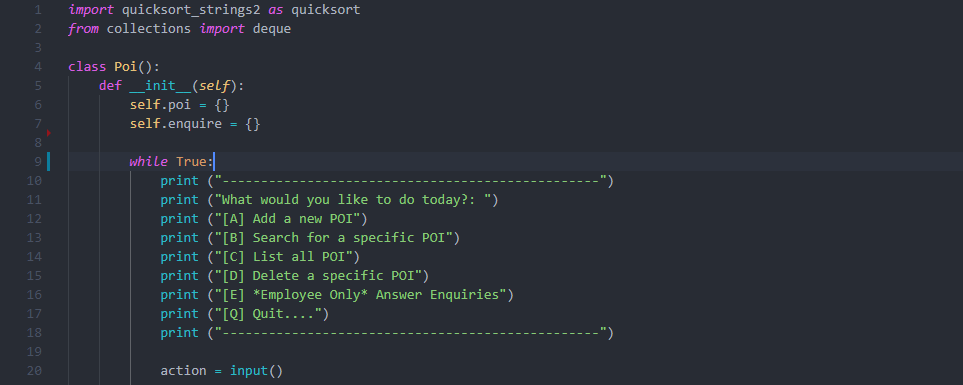 1 import quicksort_strings2 as quicksort
2 from collections import deque
3
4 class Poi():
5     def __init__(self):
6         self.poi = {}
7         self.enquire = {}
8
9         while True:
10             print ("-------------------------------------------------")
11             print ("What would you like to do today?: ")
12             print ("[A] Add a new POI")
13             print ("[B] Search for a specific POI")
14             print ("[C] List all POI")
15             print ("[D] Delete a specific POI")
16             print ("[E] *Employee Only* Answer Enquiries")
17             print ("[Q] Quit....")
18             print ("-------------------------------------------------")
19
20             action = input()